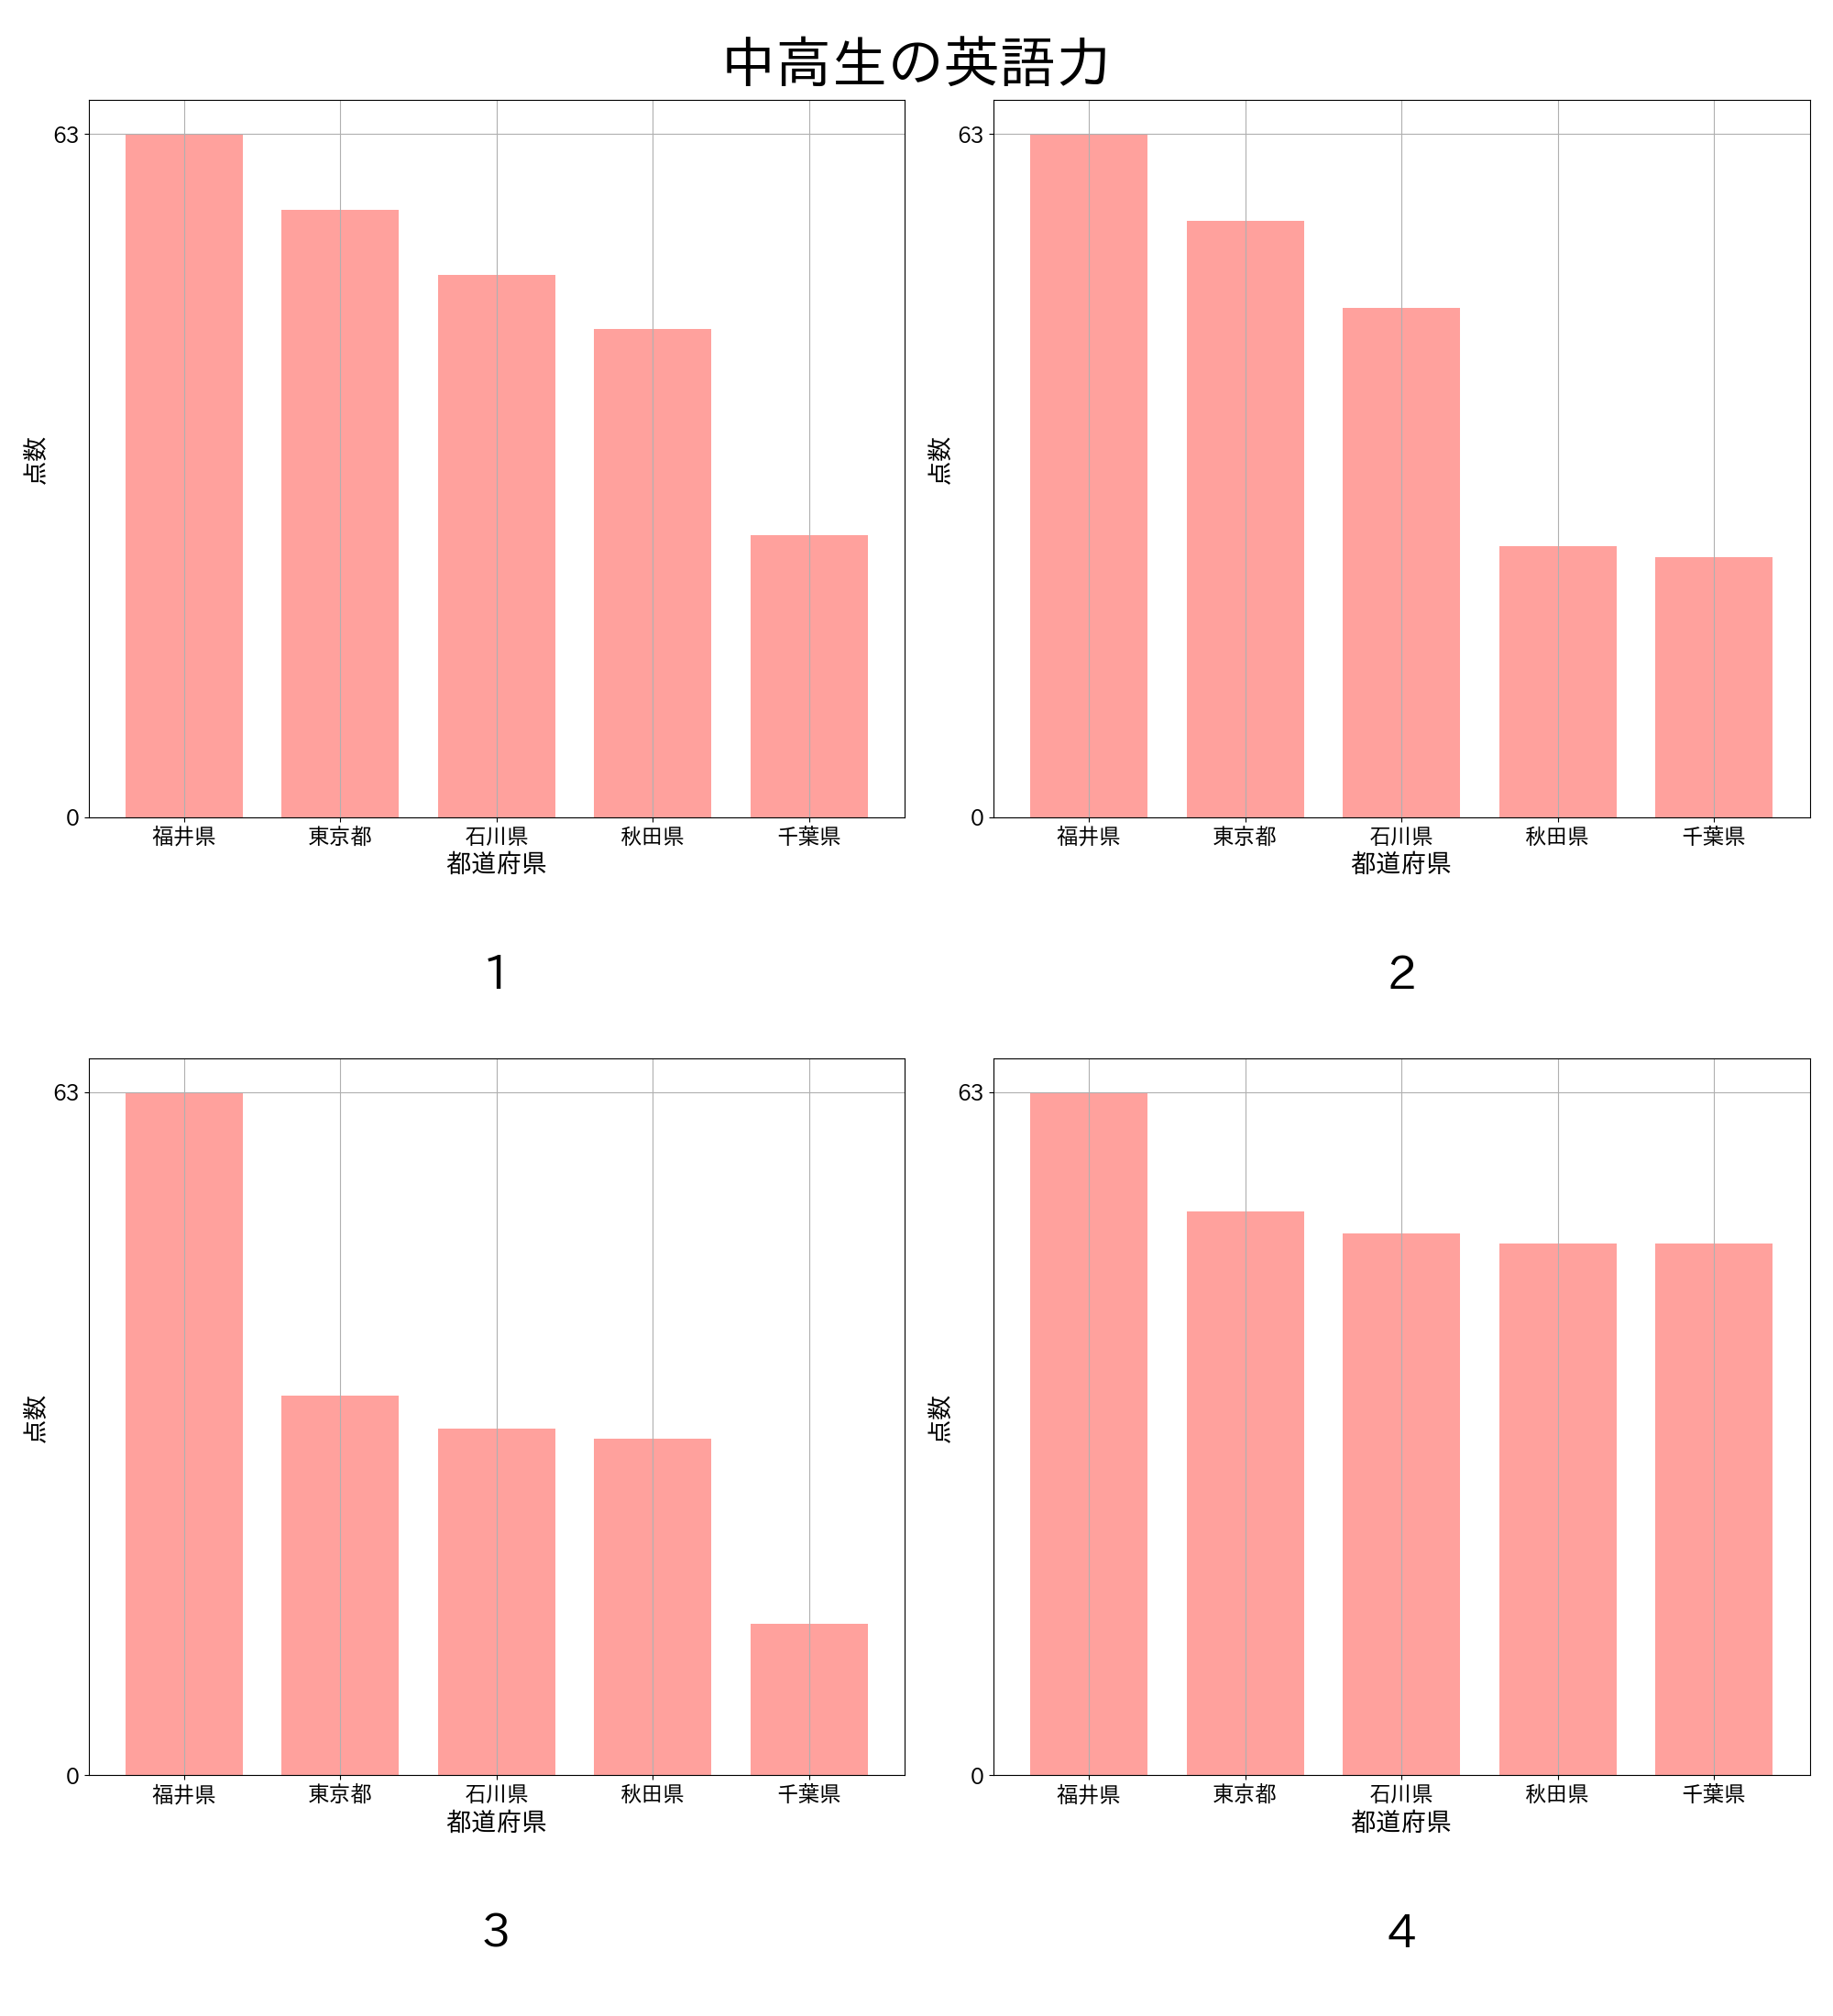 中高生の英語力
63
0
点数
福井県 東京都 石川県 秋田県 千葉県
都道府県
1
63
0
点数
福井県 東京都 石川県 秋田県 千葉県
都道府県
2
63
0
点数
福井県 東京都 石川県 秋田県 千葉県
都道府県
3
63
0
点数
福井県 東京都 石川県 秋田県 千葉県
都道府県
4